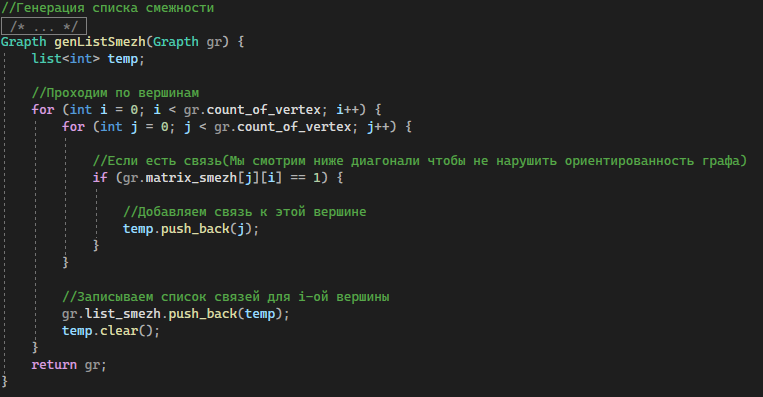 //Генерация списка смежности
/* ... */
Grapth genListSmezh(Grapth gr) {
list<int> temp;
//Проходим по вершинам
for (int i = 0; i < gr.count_of_vertex; i++) {
for (int j = 0; j < gr.count_of_vertex; j++) {
//Если есть связь(Мы смотрим ниже диагонали чтобы не нарушить ориентированность графа)
if (gr.matrix_smezh[j][i] == 1) {
//Добавляем связь к этой вершине
temp.push_back(j);
}
}
//Записываем список связей для i-ой вершины
gr.list_smezh.push_back(temp);
temp.clear();
}
return gr;
}